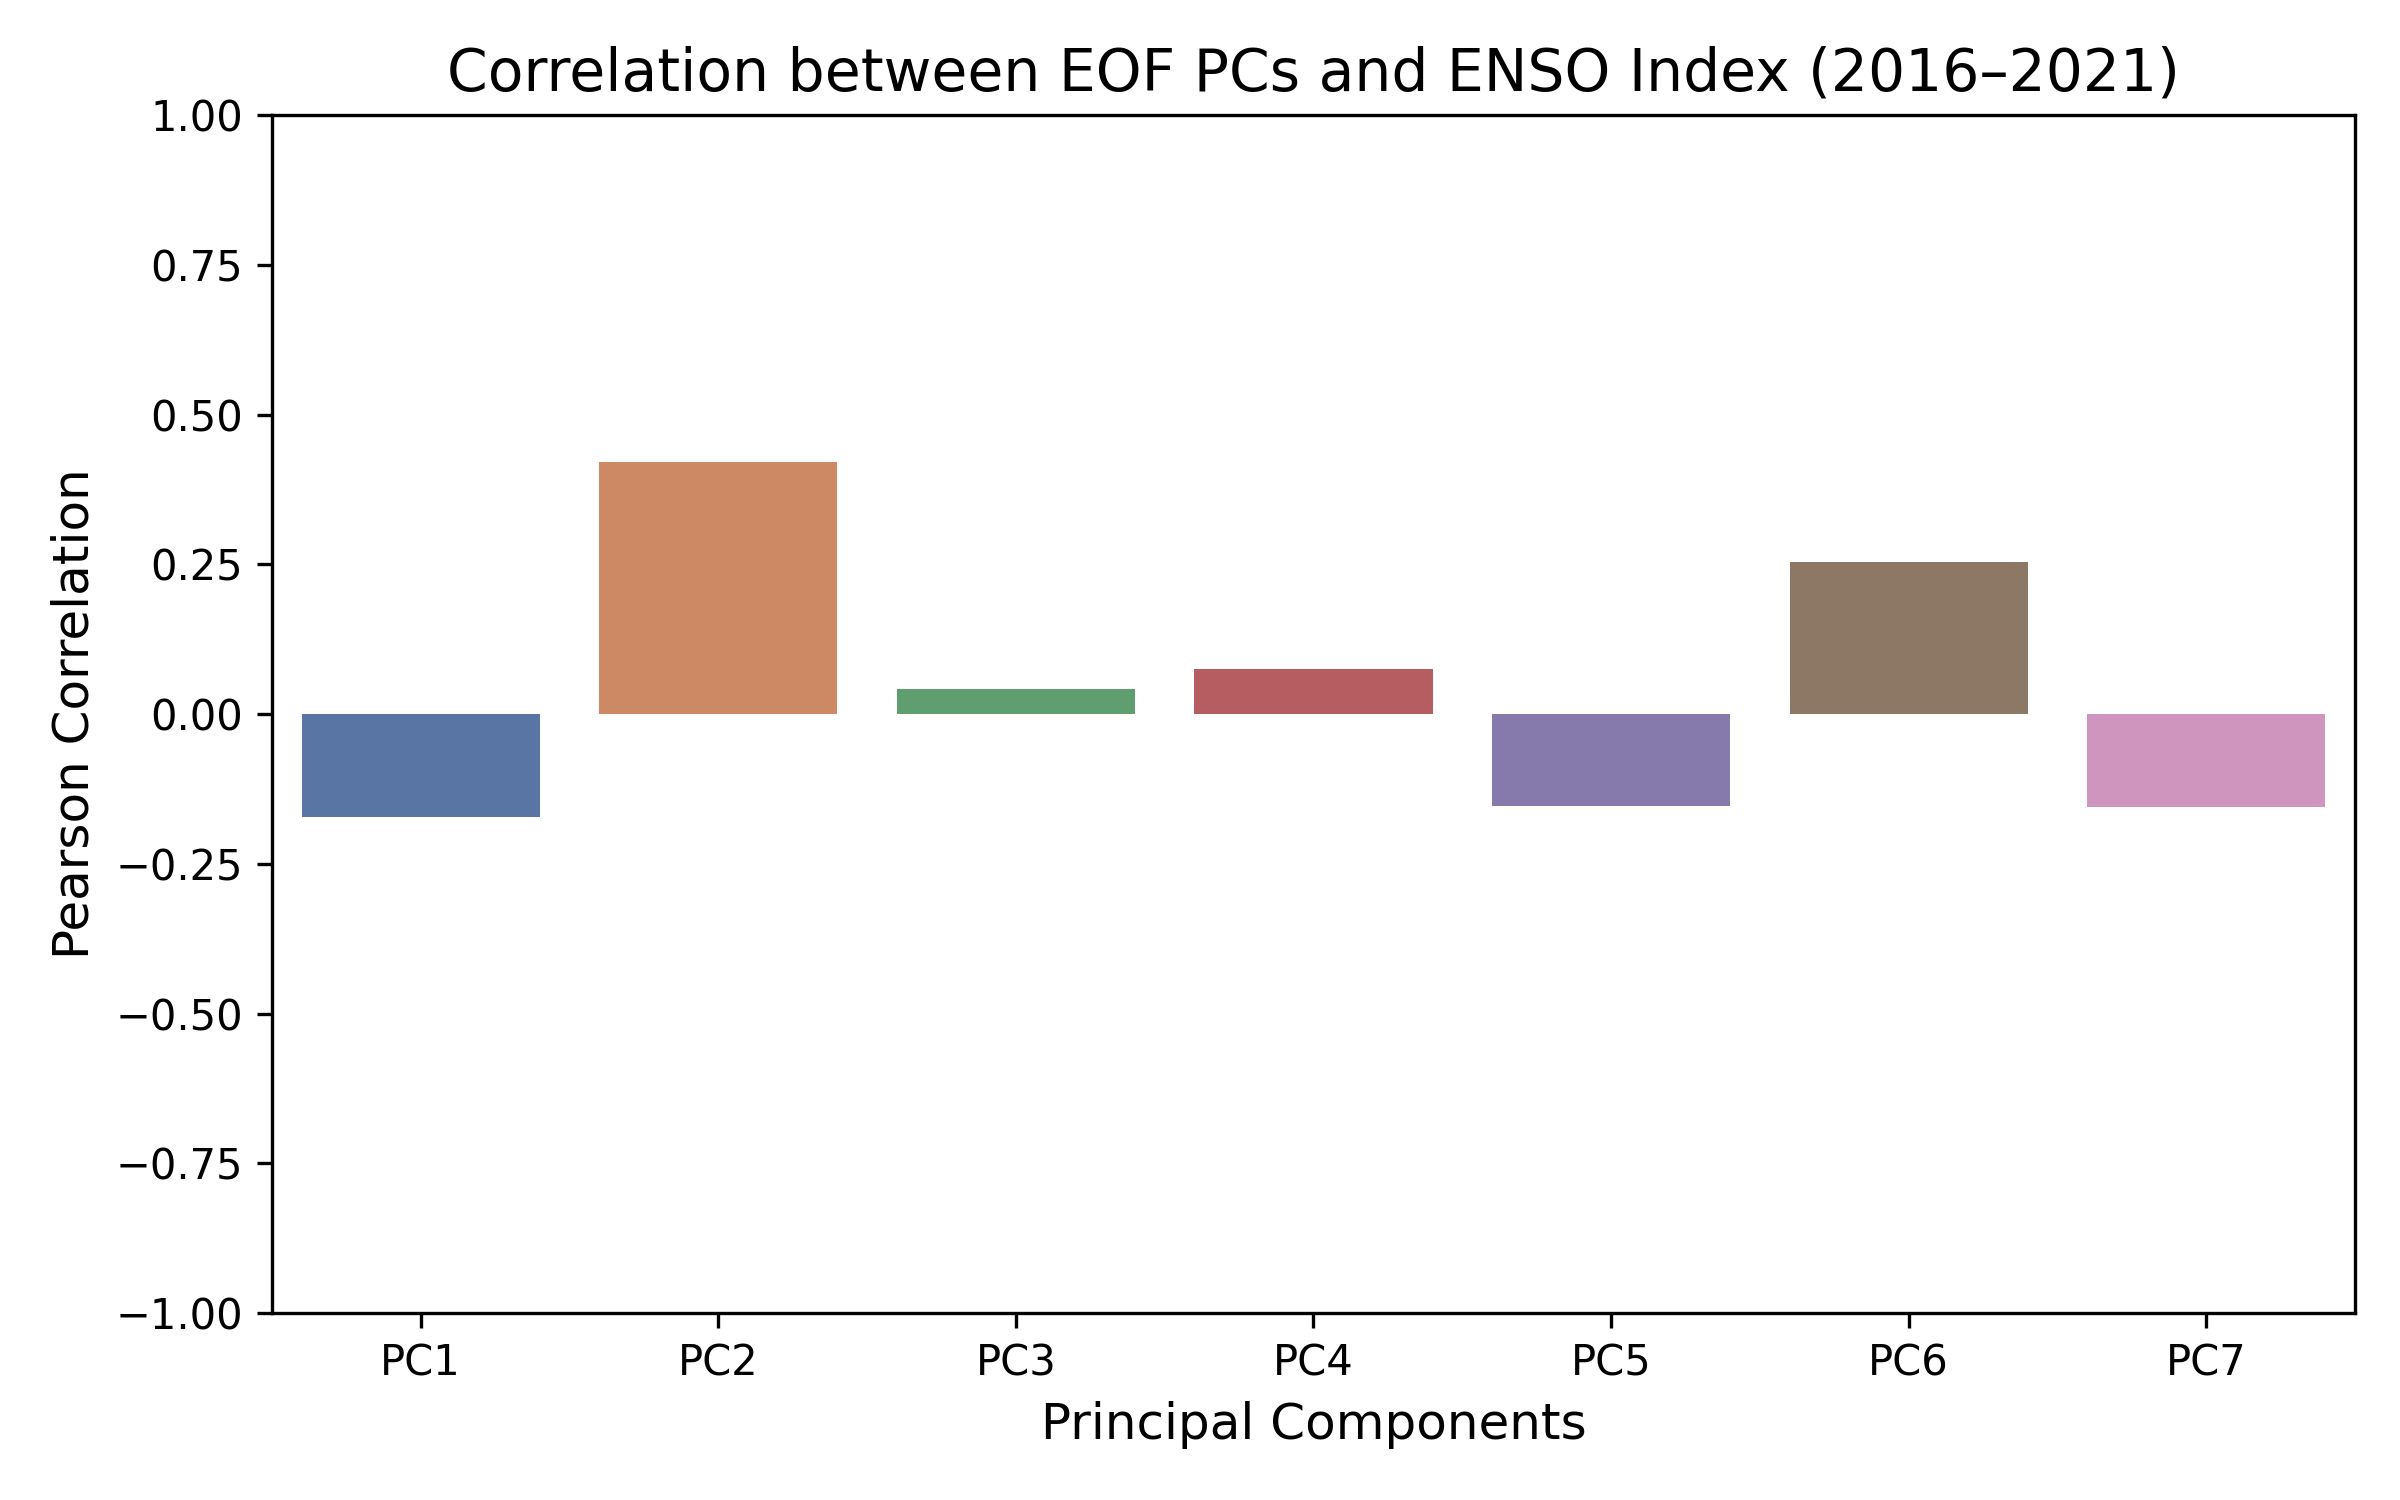 Correlation between EOF PCs and ENSO Index (2016–2021)
1.00
0.75
0.50
0.25
0.00
−0.25
−0.50
−0.75
−1.00
Pearson Correlation
PC1 PC2 PC3 PC4 PC5 PC6 PC7
Principal Components